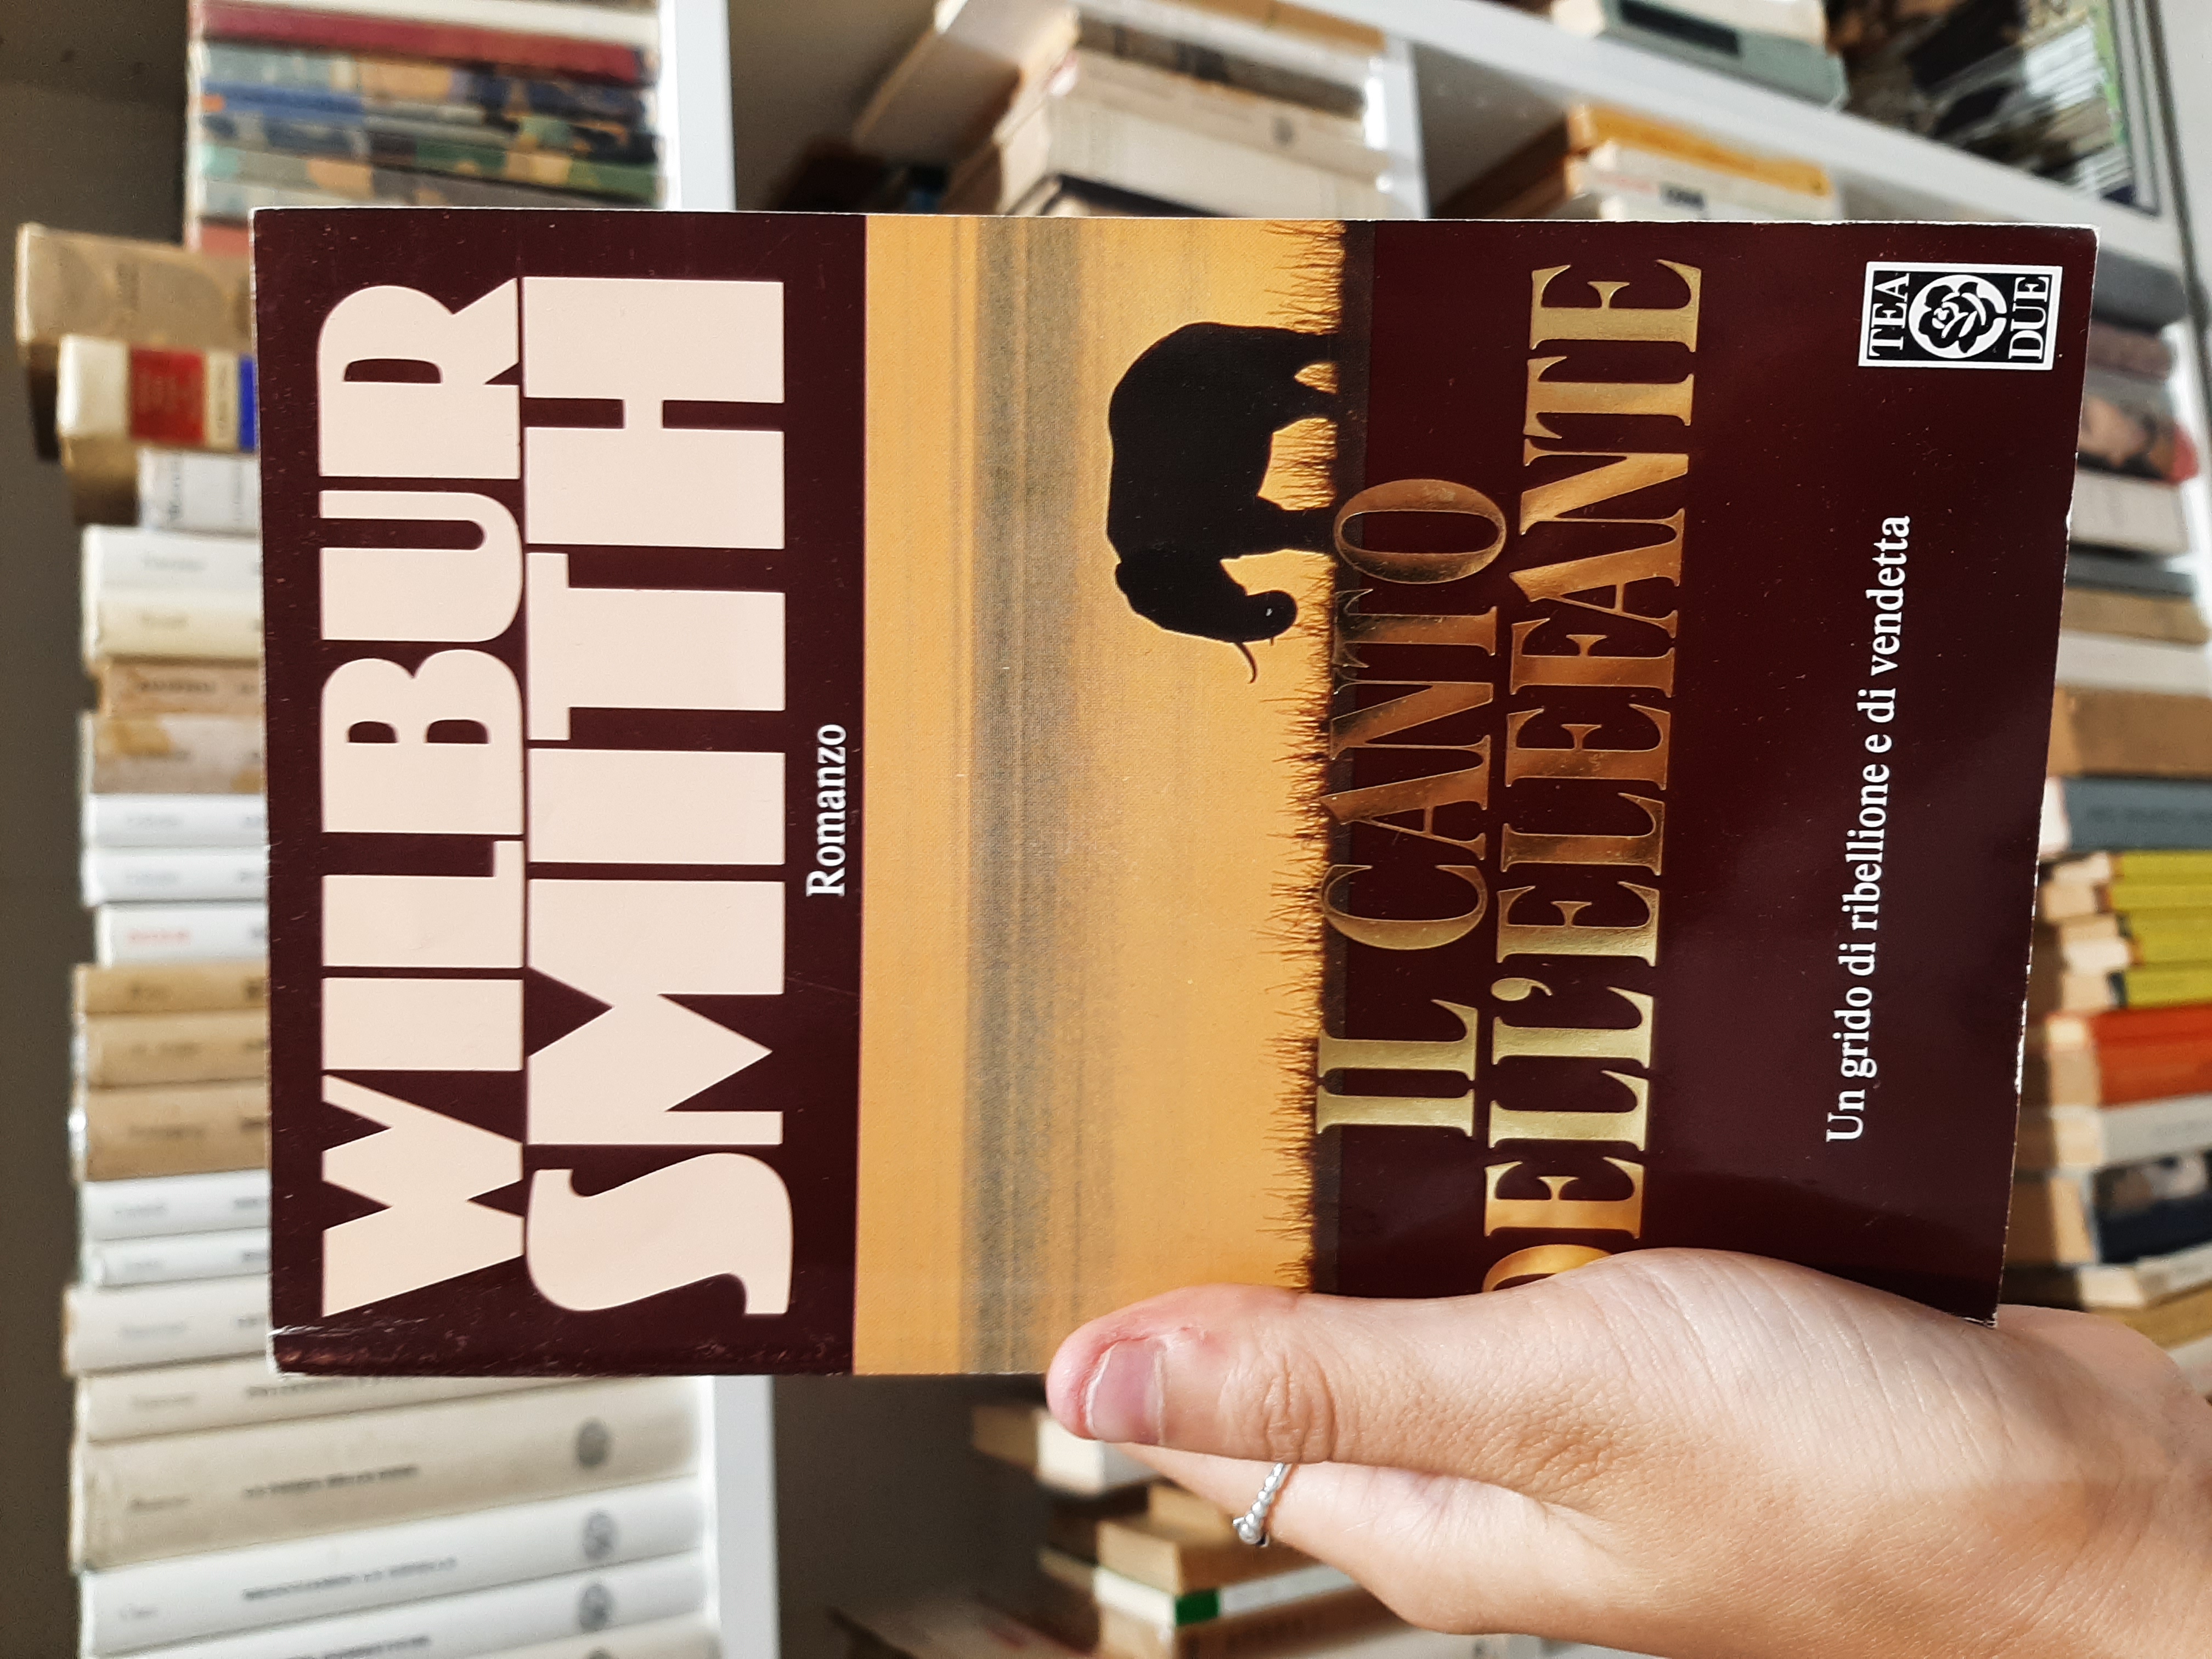 WILBUR
SMITH
Romanzo
IL CANTO
DELL'ELEFANTE
Un grido di ribellione e di vendetta
TEA
DUE